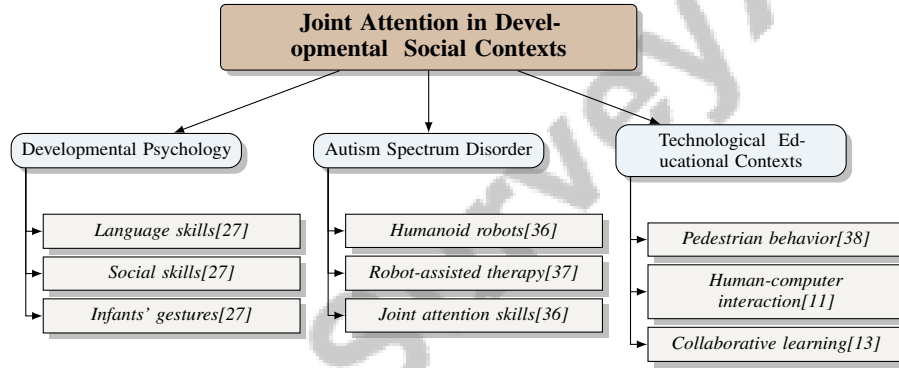 Joint Attention in Devel-
opmental Social Contexts
Developmental Psychology
Autism Spectrum Disorder
Technological Ed-
ucational Contexts
Language skills[27]
Social skills[27]
Infants' gestures[27]
Humanoid robots[36]
Robot-assisted therapy[37]
Joint attention skills[36]
Pedestrian behavior[38]
Human-computer
interaction[11]
Collaborative learning[13]